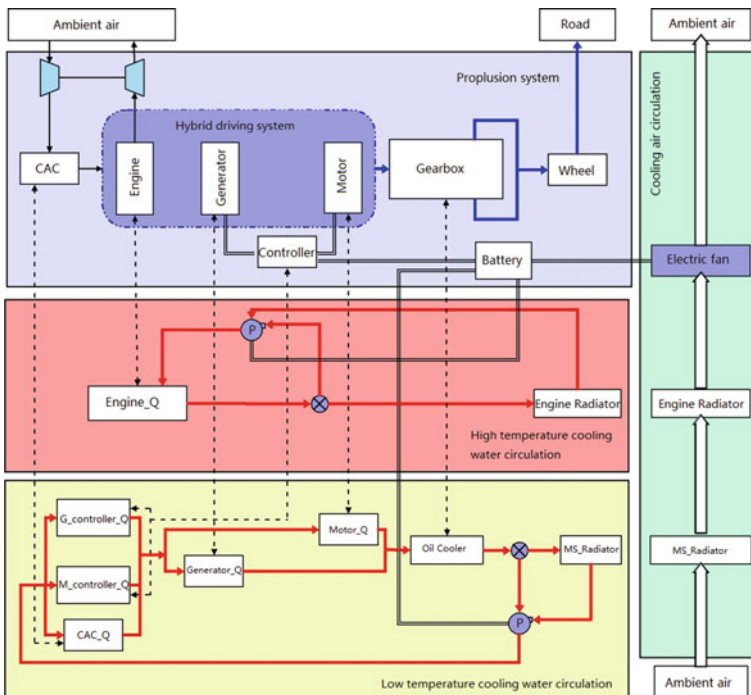 Ambient air
Road
Ambient air
Proplusion system
Hybrid driving system
CAC
Engine
Generator
Motor
Gearbox
Wheel
Cooling air circulation
Controller
Battery
Electric fan
P
Engine_Q
Engine Radiator
Engine Radiator
High temperature cooling
water circulation
G_controller_Q
Motor_Q
Oil Cooler
MS_Radiator
MS_Radiator
Generator_Q
M_controller_Q
P
CAC_Q
Low temperature cooling water circulation
Ambient air